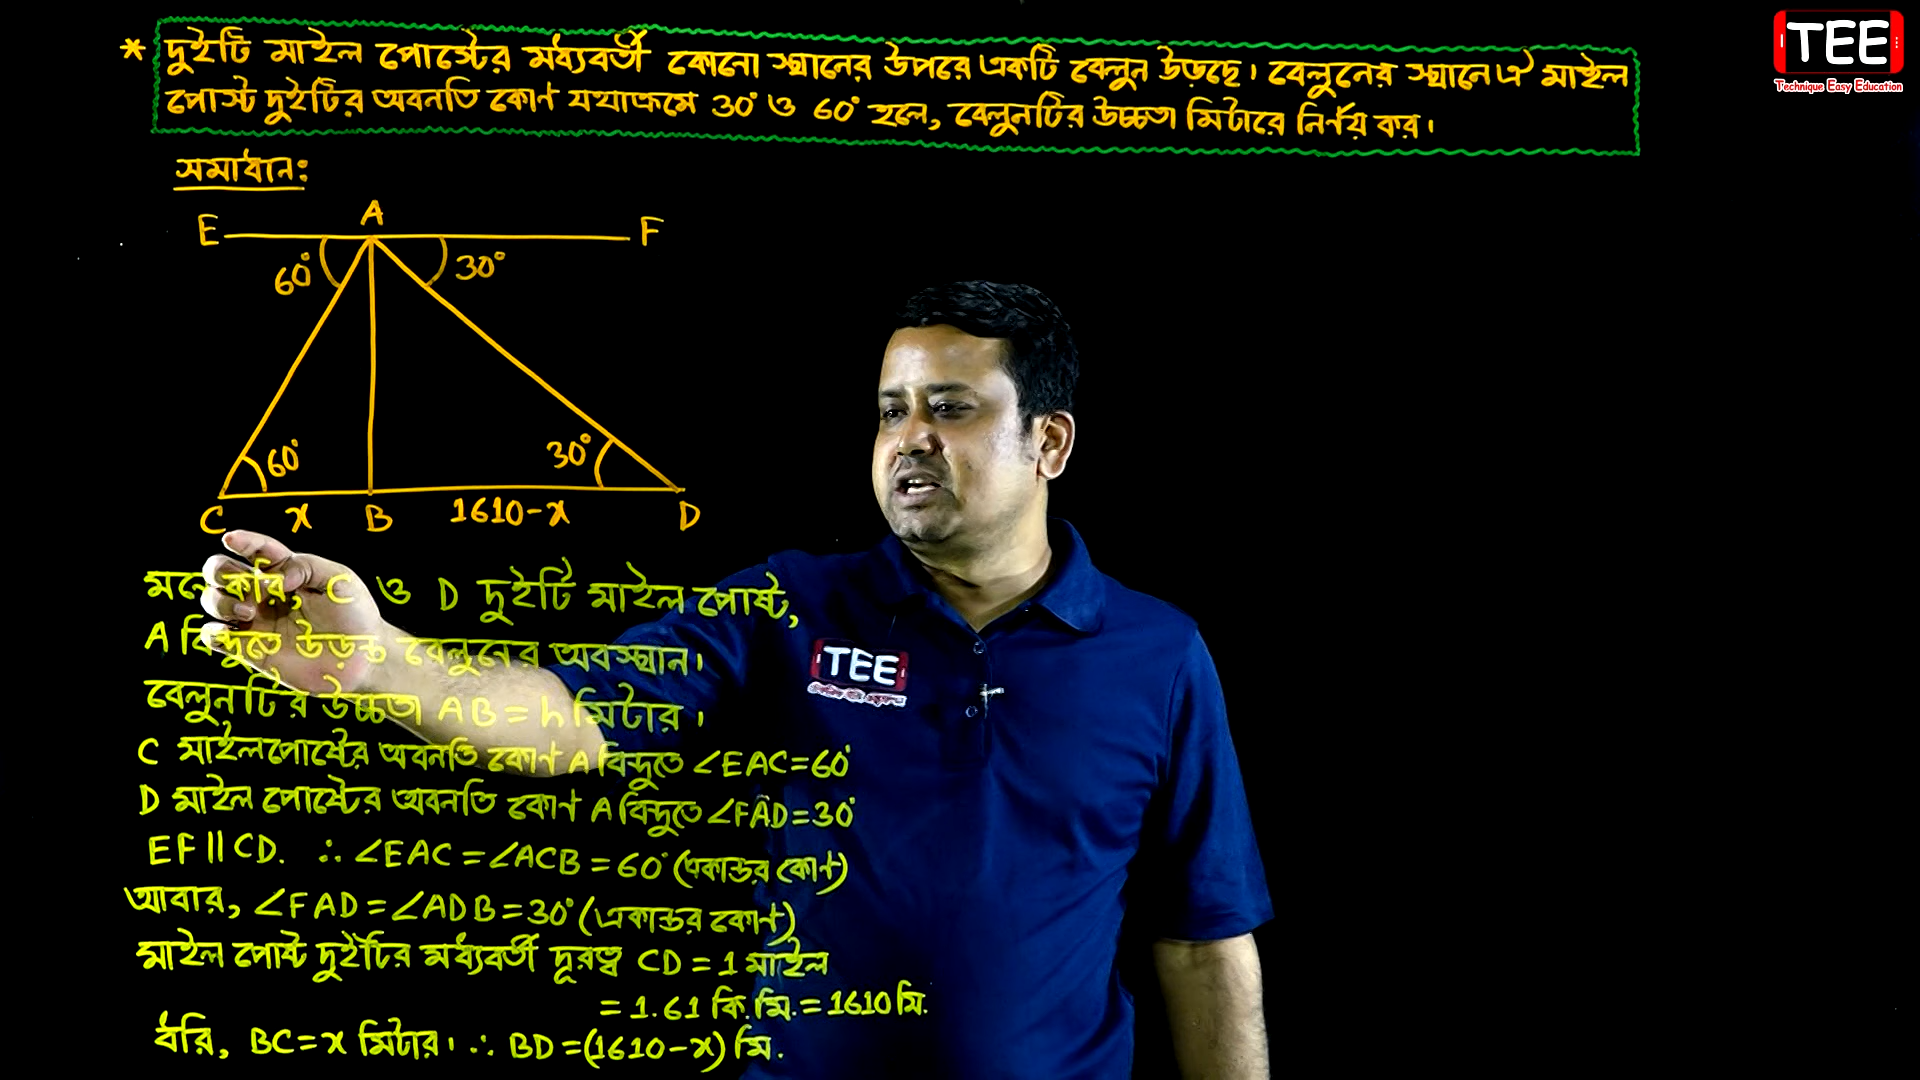 * দুইটি মাইল পোস্টের মধ্যবর্তী কোনো স্থানের উপরে একটি বেলুন উড়ছে। বেলুনের স্থানে ঐ মাইল
পোস্ট দুইটির অবনতি কোণ যথাক্রমে 30° ও 60° হলে, বেলুনটির উচ্চতা মিটারে নির্ণয় কর।
TEE
Technique Easy Education
সমাধান:
E A F
60° 30°
60° 30°
C x B 1610-x D
মনে করি, C ও D দুইটি মাইল পোষ্ট,
A বিন্দুতে উড়ন্ত বেলুনের অবস্থান।
বেলুনটির উচ্চতা AB = h মিটার।
C মাইলপোষ্টের অবনতি কোণ A বিন্দুতে ∠EAC=60°
D মাইল পোষ্টের অবনতি কোণ A বিন্দুতে ∠FAD=30°
EF || CD. ∴ ∠EAC = ∠ACB = 60° (একান্তর কোণ)
আবার, ∠FAD = ∠ADB = 30° (একান্তর কোণ)
মাইল পোষ্ট দুইটির মধ্যবর্তী দূরত্ব CD = 1 মাইল
= 1.61 কি.মি. = 1610 মি.
ধরি, BC = x মিটার। ∴ BD = (1610-x) মি.
TEE